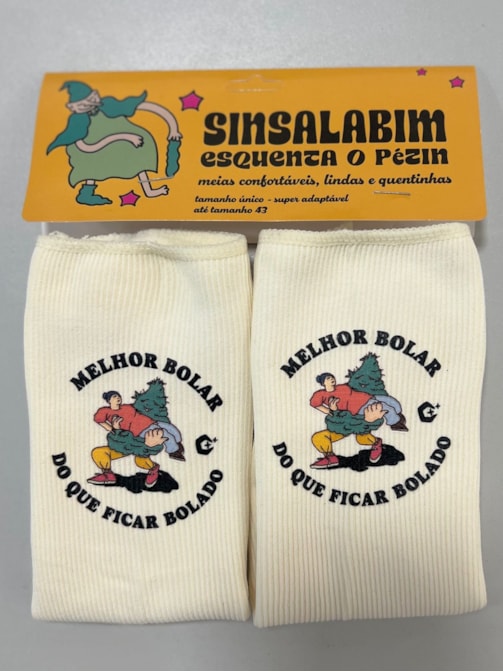 SINSALABIM
ESQUENTA O PÉZIN
meias confortáveis, lindas e quentinhas
tamanho único - super adaptável
até tamanho 43
MELHOR BOLAR
DO QUE FICAR BOLADO
MELHOR BOLAR
DO QUE FICAR BOLADO